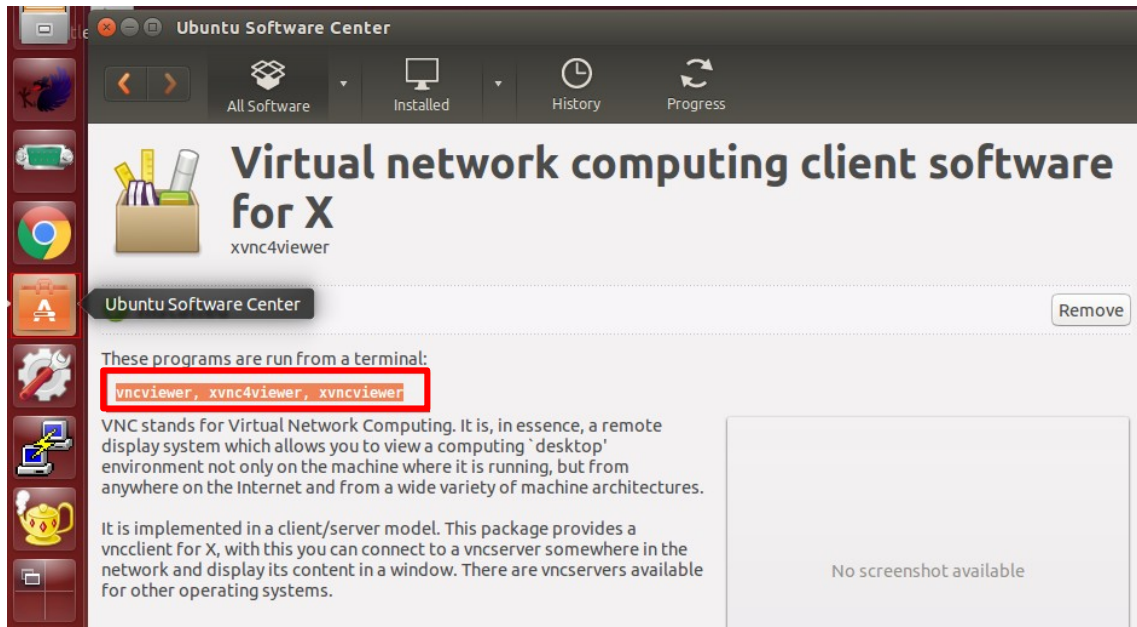 Ubuntu Software Center
All Software
Installed
History
Progress
Virtual network computing client software
for X
xvnc4viewer
Ubuntu Software Center
Remove
These programs are run from a terminal:
vncviewer, xvnc4viewer, xvncviewer
VNC stands for Virtual Network Computing. It is, in essence, a remote
display system which allows you to view a computing `desktop'
environment not only on the machine where it is running, but from
anywhere on the Internet and from a wide variety of machine architectures.
It is implemented in a client/server model. This package provides a
vncclient for X, with this you can connect to a vncserver somewhere in the
network and display its content in a window. There are vncservers available
for other operating systems.
No screenshot available